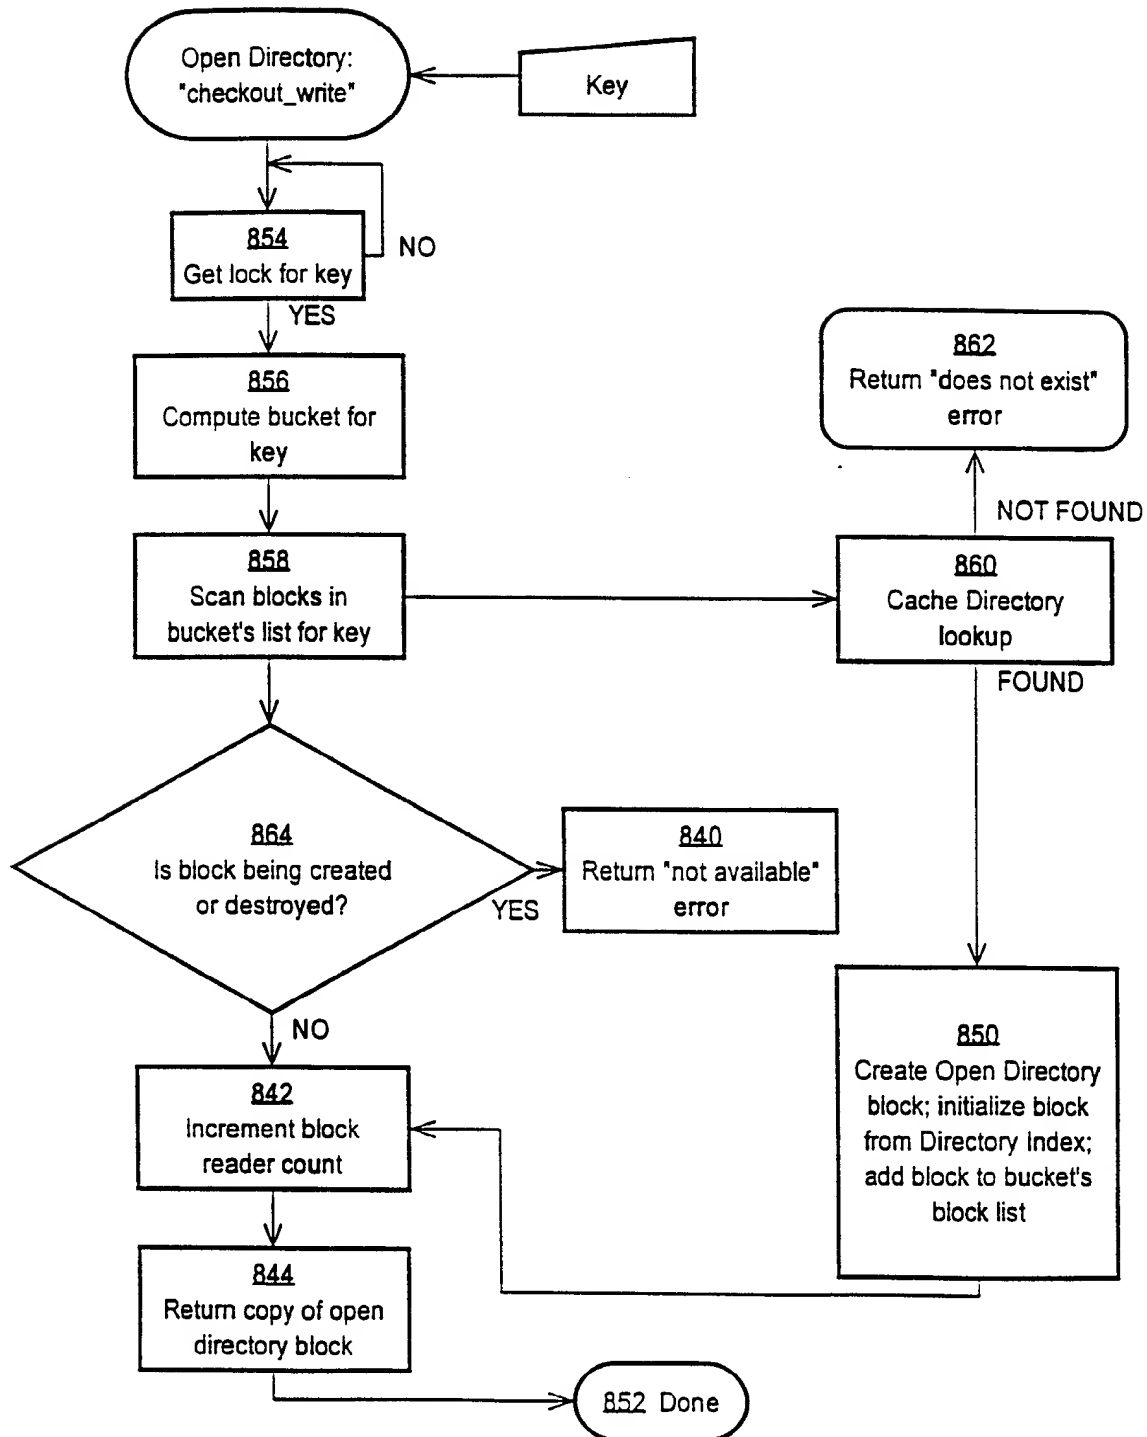 Open Directory:
"checkout_write"
Key
854
Get lock for key
NO
YES
856
Compute bucket for
key
862
Return "does not exist"
error
NOT FOUND
858
Scan blocks in
bucket's list for key
860
Cache Directory
lookup
FOUND
864
Is block being created
or destroyed?
YES
840
Return "not available"
error
NO
842
Increment block
reader count
850
Create Open Directory
block; initialize block
from Directory Index;
add block to bucket's
block list
844
Return copy of open
directory block
852 Done